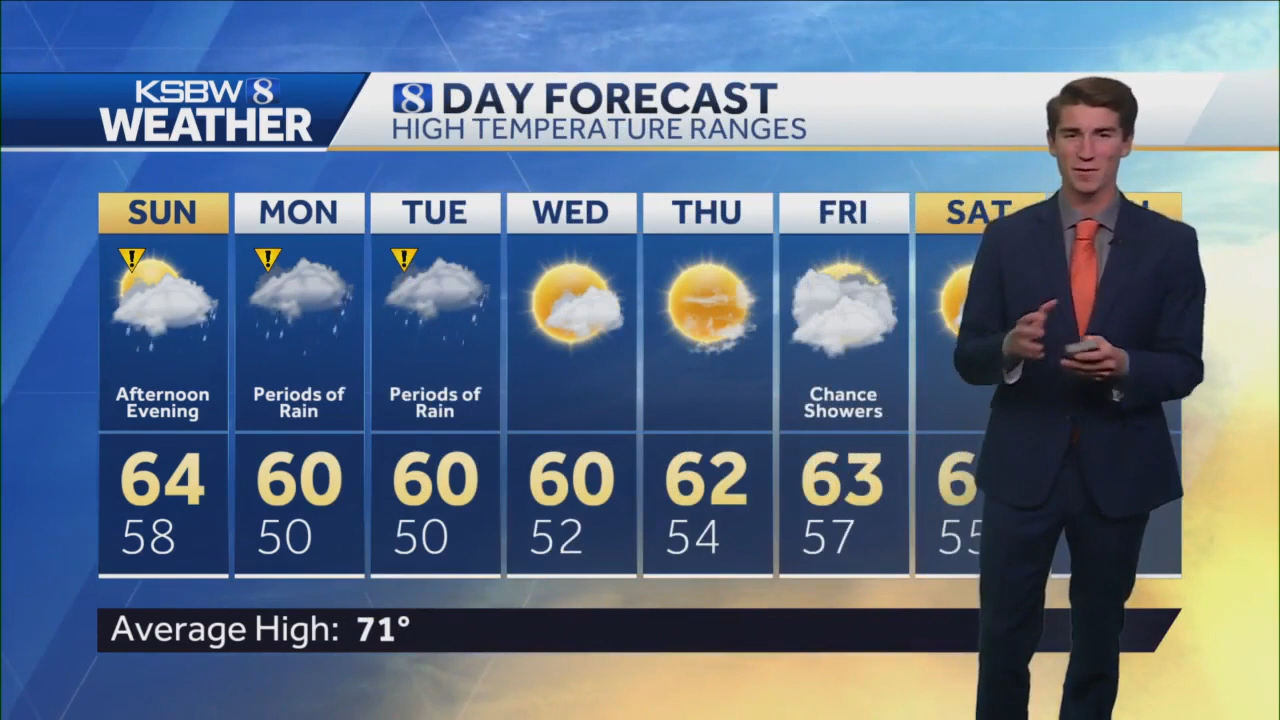 KSBW 8
WEATHER
8 DAY FORECAST
HIGH TEMPERATURE RANGES
SUN MON TUE WED THU FRI SAT
! ! !
Afternoon Evening
Periods of Rain
Periods of Rain
Chance Showers
64 60 60 60 62 63
58 50 50 52 54 57 55
Average High: 71°